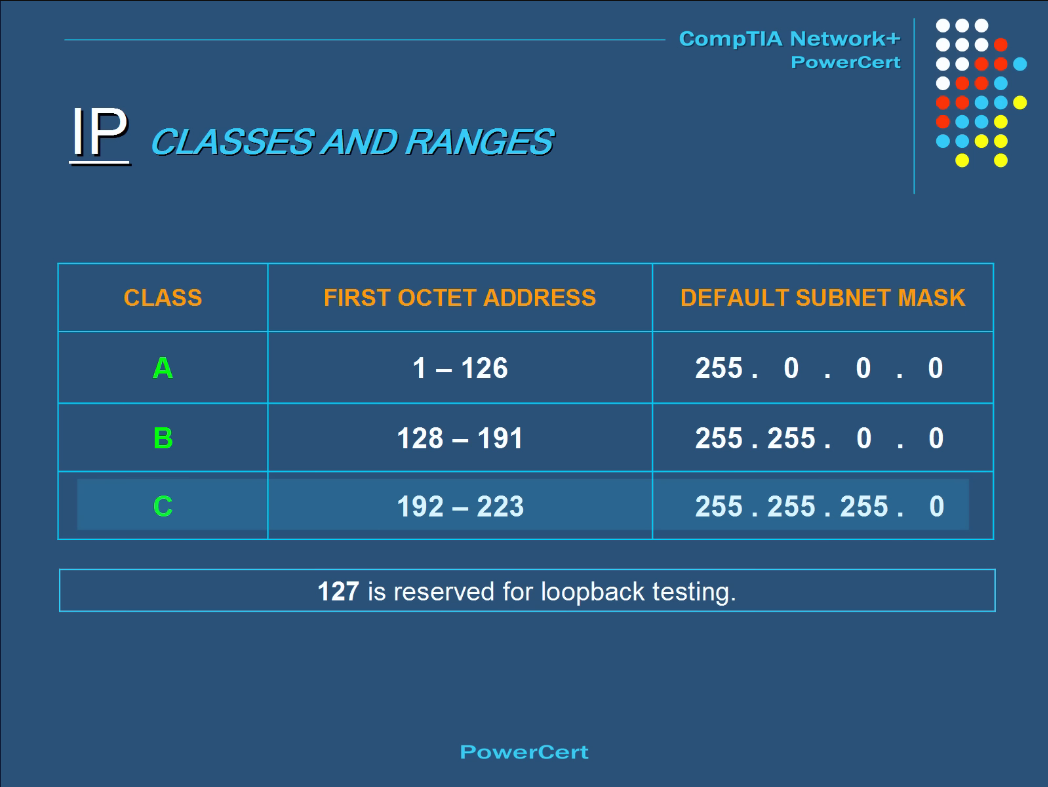 CompTIA Network+
PowerCert
IP CLASSES AND RANGES
CLASS FIRST OCTET ADDRESS DEFAULT SUBNET MASK
A 1 – 126 255 . 0 . 0 . 0
B 128 – 191 255 . 255 . 0 . 0
C 192 – 223 255 . 255 . 255 . 0
127 is reserved for loopback testing.
PowerCert